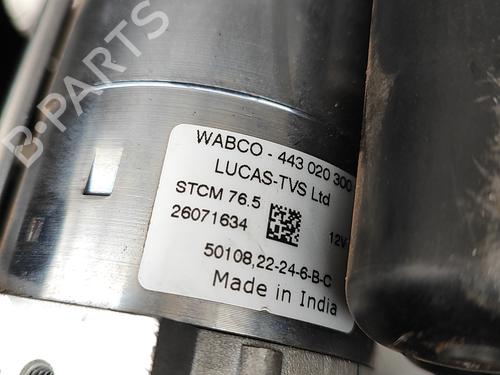 WABCO - 443 020 300
LUCAS-TVS Ltd
STCM 76.5
26071634
12V
50108,22-24-6-B-C
Made in India
B-PARTS